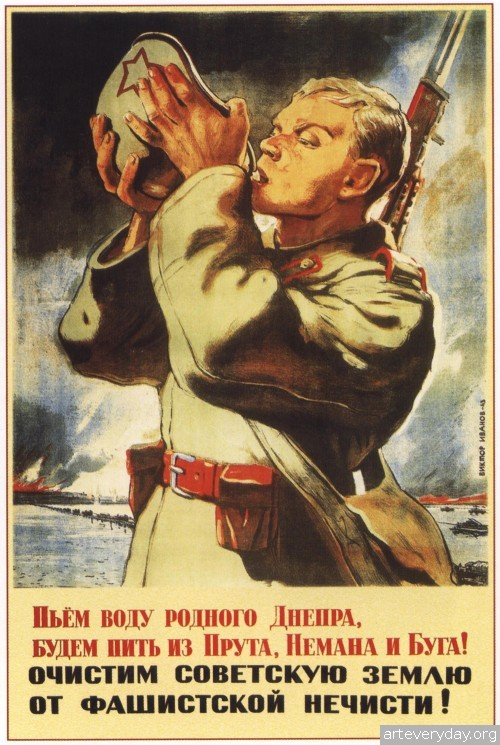 ВИКТОР ИВАНОВ-43
Пьём воду родного Днепра,
будем пить из Прута, Немана и Буга!
ОЧИСТИМ СОВЕТСКУЮ ЗЕМЛЮ
ОТ ФАШИСТСКОЙ НЕЧИСТИ!
arteveryday.org